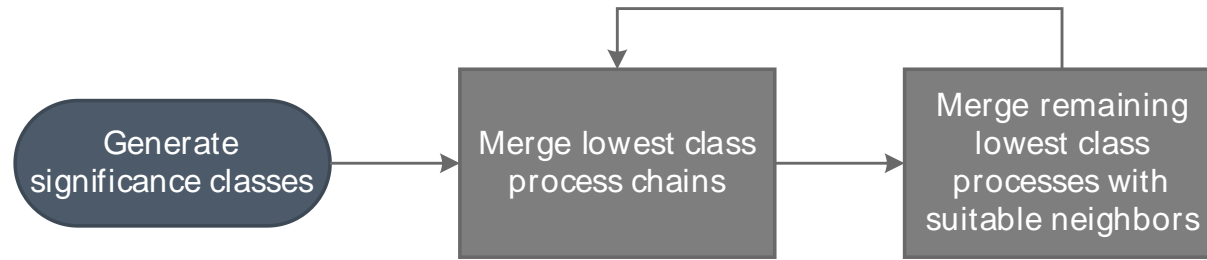 Generate
significance classes
Merge lowest class
process chains
Merge remaining
lowest class
processes with
suitable neighbors